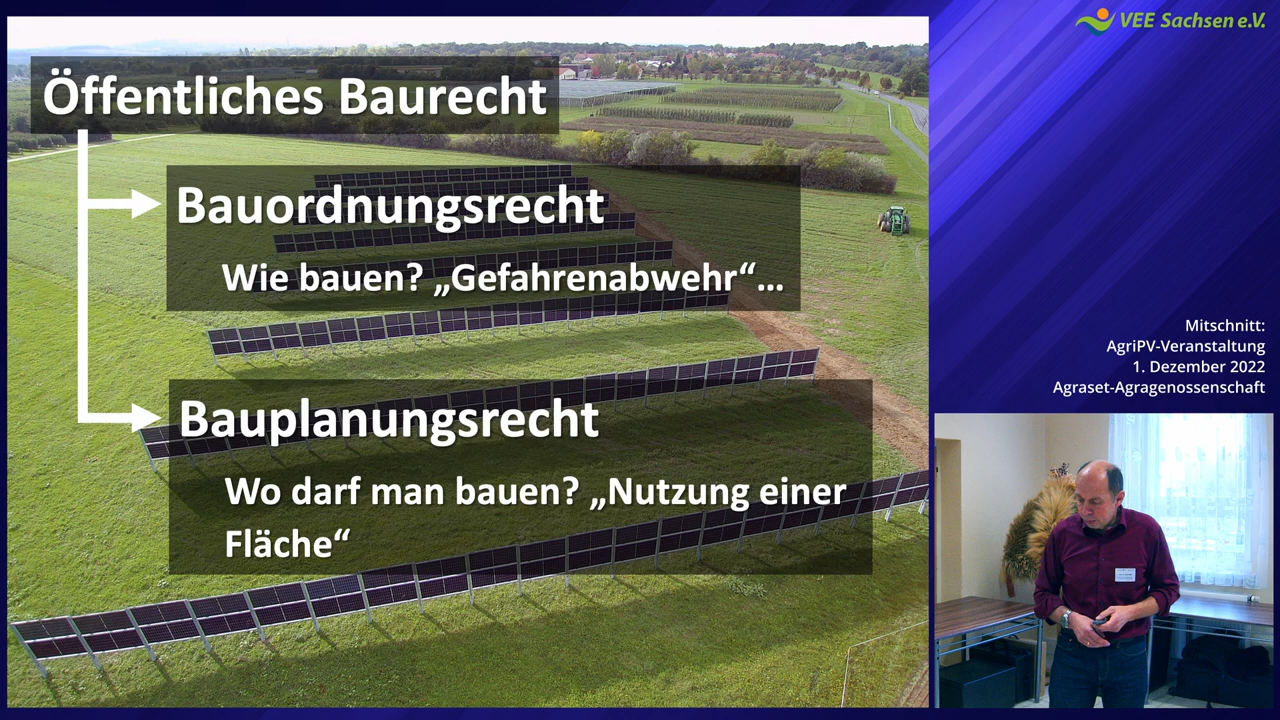 Öffentliches Baurecht
Bauordnungsrecht
Wie bauen? „Gefahrenabwehr“…
Bauplanungsrecht
Wo darf man bauen? „Nutzung einer
Fläche“
VEE Sachsen e.V.
Mitschnitt:
AgriPV-Veranstaltung
1. Dezember 2022
Agraset-Agragenossenschaft